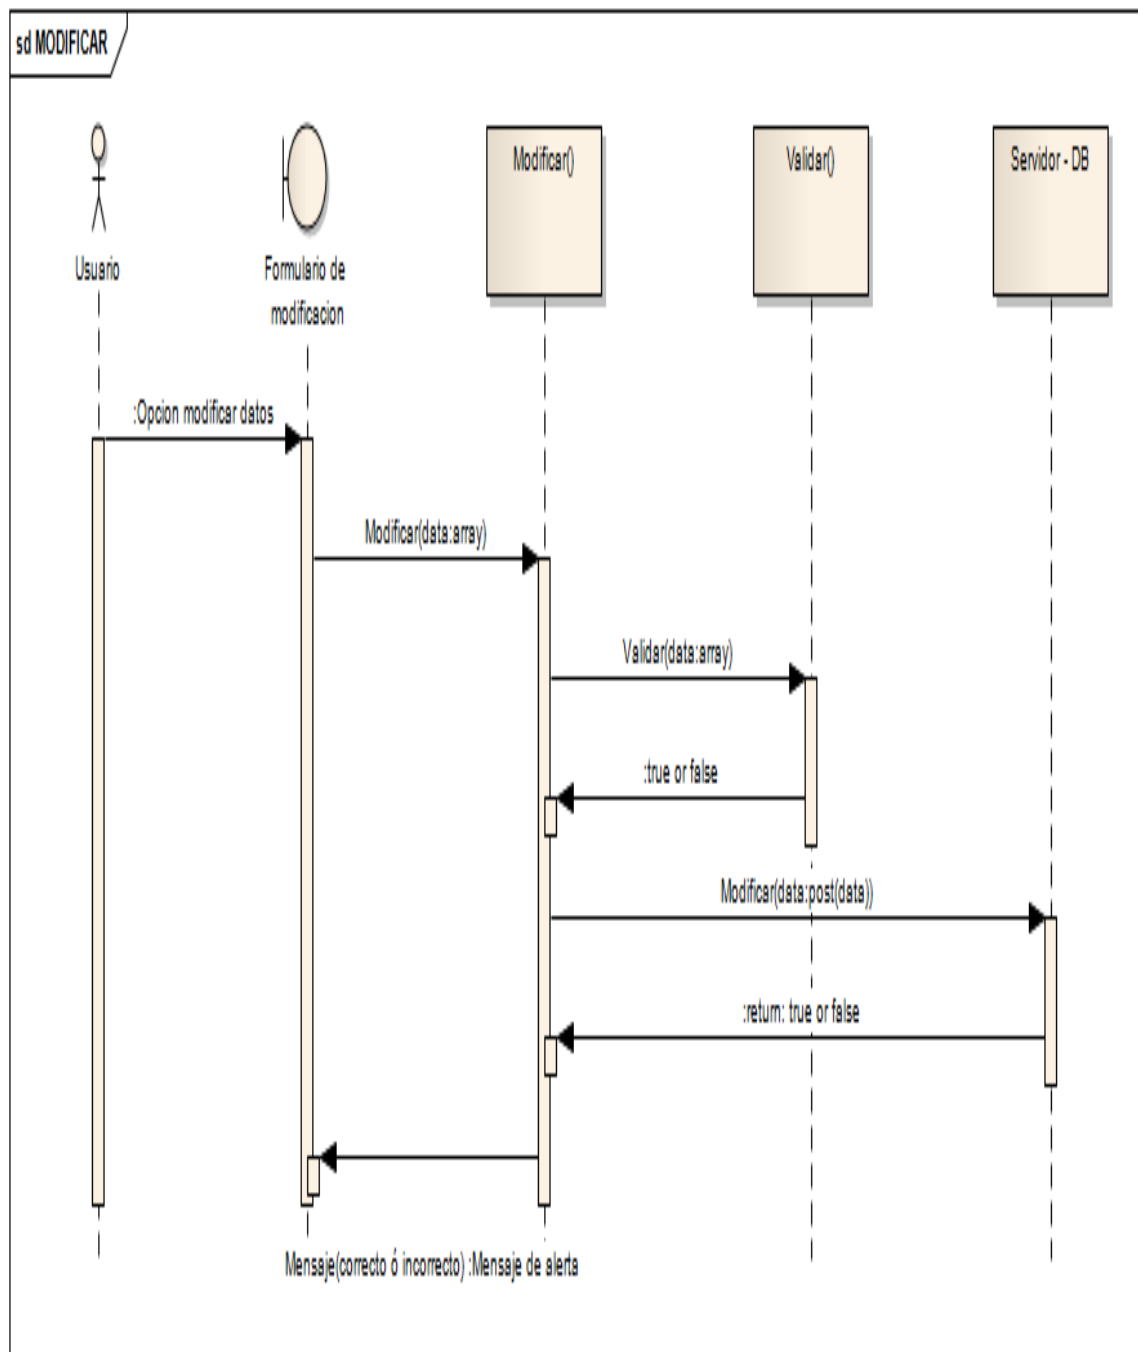 sd MODIFICAR
Usuario
Formulario de
modificacion
Modificar()
Validar()
Servidor - DB
:Opcion modificar datos
Modificar(data:array)
Validar(data:array)
:true or false
Modificar(data:post(data))
:return: true or false
Mensaje(correcto ó incorrecto) :Mensaje de alerta